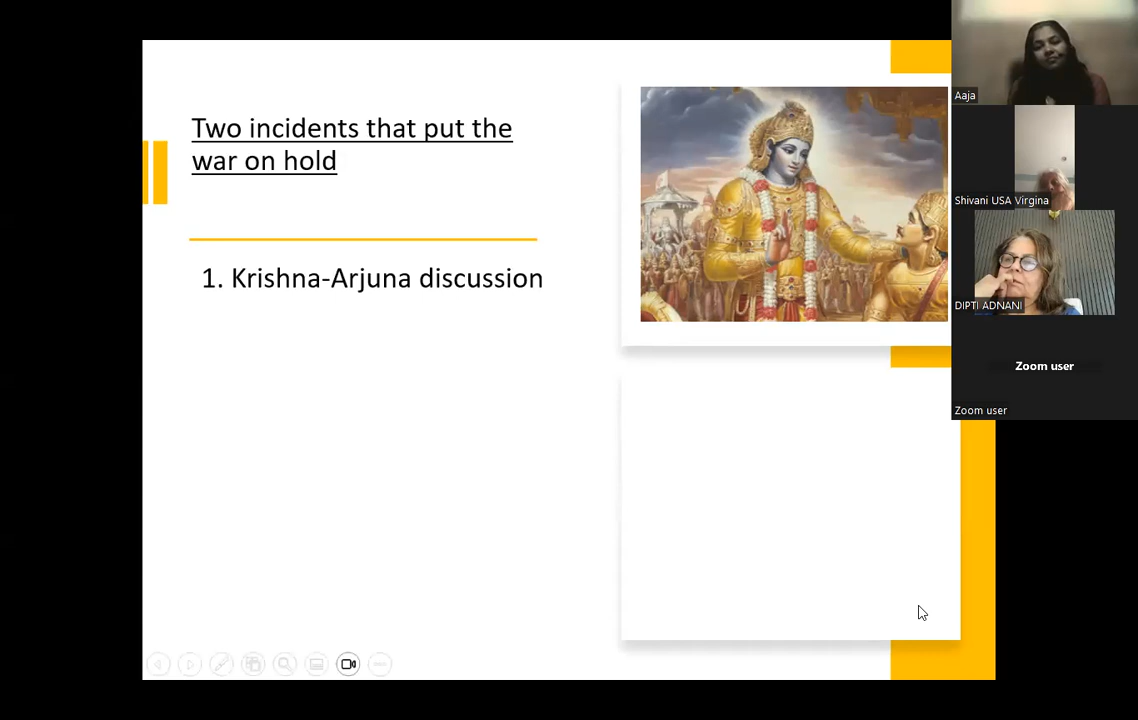 Two incidents that put the
war on hold
1. Krishna-Arjuna discussion
Aaja
Shivani USA Virgina
DIPTI ADNANI
Zoom user
Zoom user